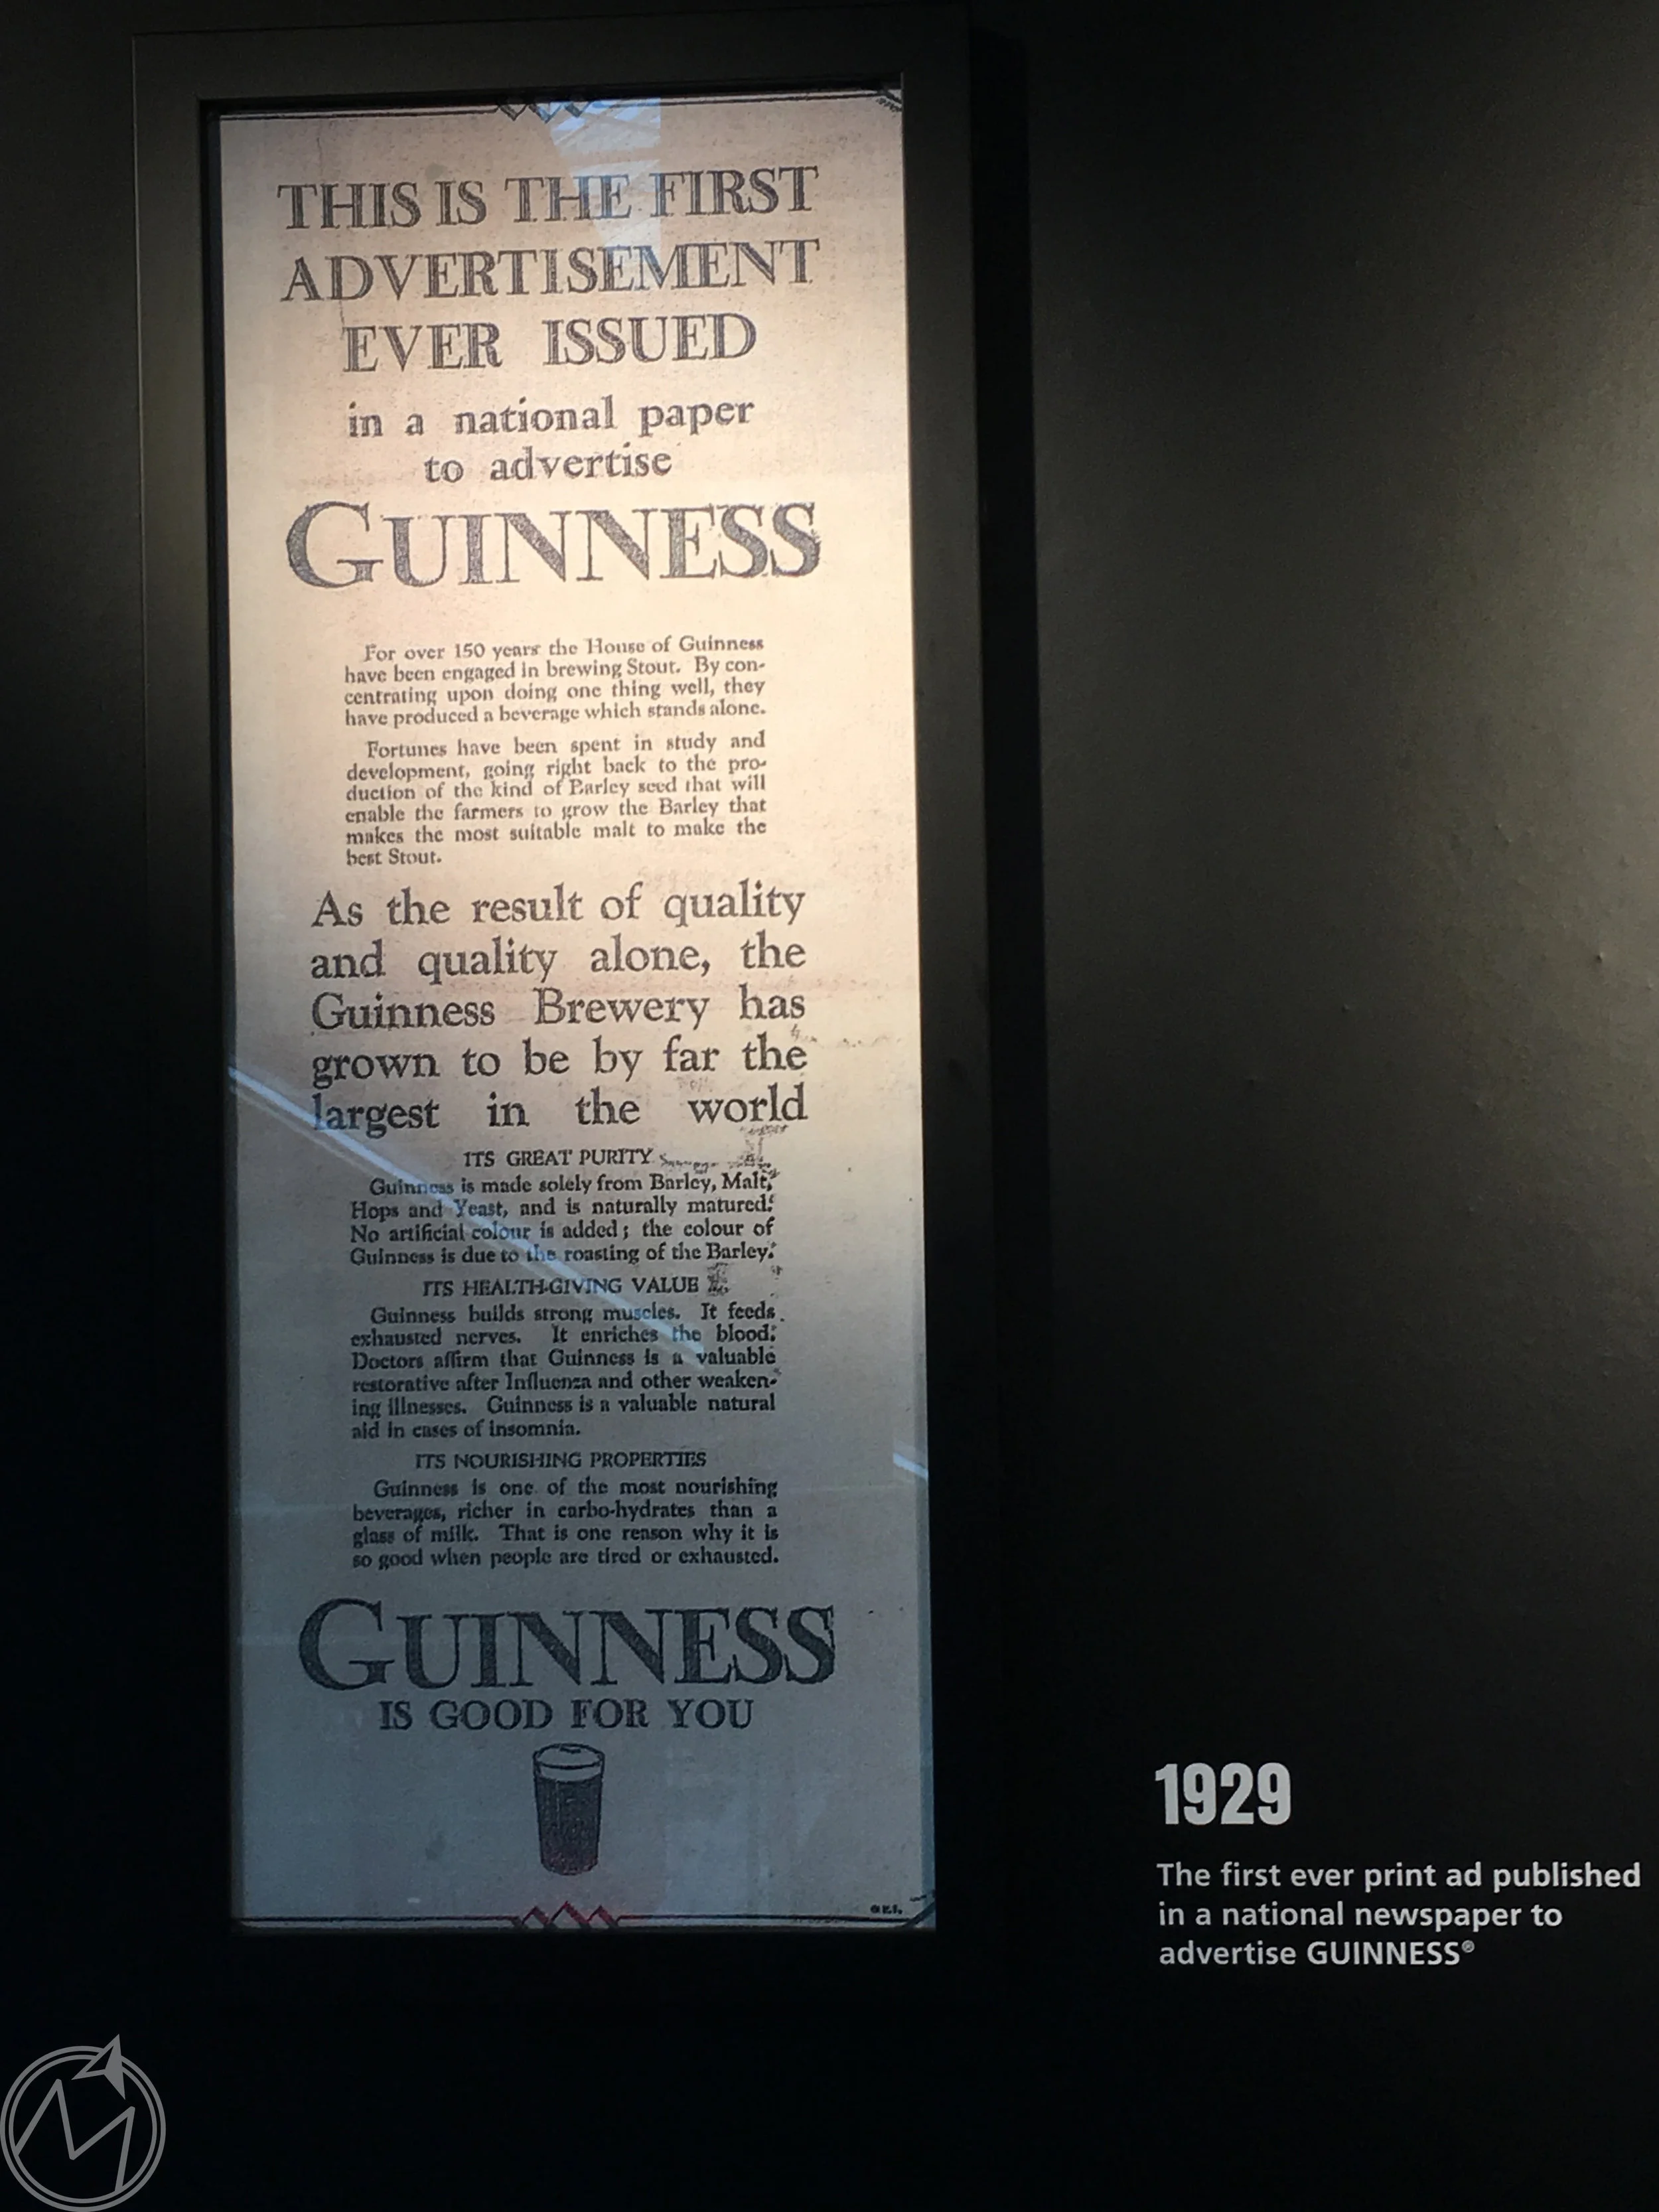 THIS IS THE FIRST
ADVERTISEMENT
EVER ISSUED
in a national paper
to advertise
GUINNESS
For over 150 years the House of Guinness
have been engaged in brewing Stout. By con-
centrating upon doing one thing well, they
have produced a beverage which stands alone.
Fortunes have been spent in study and
development, going right back to the pro-
duction of the kind of Barley seed that will
enable the farmers to grow the Barley that
makes the most suitable malt to make the
best Stout.
As the result of quality
and quality alone, the
Guinness Brewery has
grown to be by far the
largest in the world
ITS GREAT PURITY
Guinness is made solely from Barley, Malt,
Hops and Yeast, and is naturally matured.
No artificial colour is added; the colour of
Guinness is due to the roasting of the Barley.
ITS HEALTH-GIVING VALUE
Guinness builds strong muscles. It feeds
exhausted nerves. It enriches the blood.
Doctors affirm that Guinness is a valuable
restorative after Influenza and other weaken-
ing illnesses. Guinness is a valuable natural
aid in cases of insomnia.
ITS NOURISHING PROPERTIES
Guinness is one of the most nourishing
beverages, richer in carbo-hydrates than a
glass of milk. That is one reason why it is
so good when people are tired or exhausted.
GUINNESS
IS GOOD FOR YOU
1929
The first ever print ad published
in a national newspaper to
advertise GUINNESS®